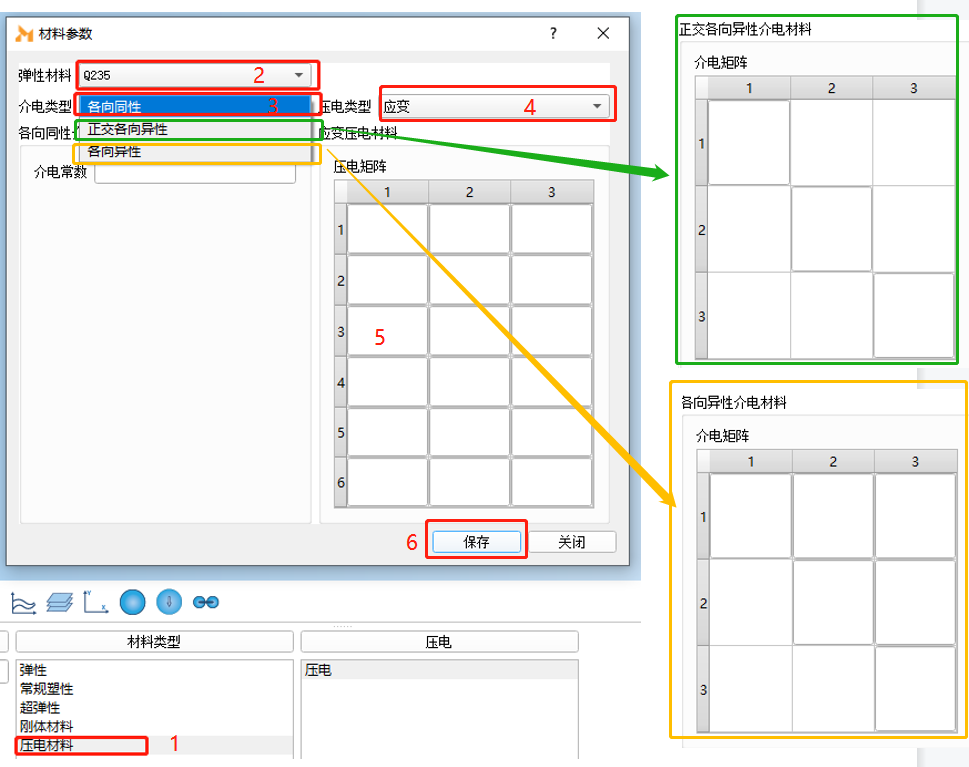 材料参数
?
弹性材料 Q235 2
介电类型 各向同性 3 压电类型 应变 4
正交各向异性
各向同性
应变压电材料
各向异性
介电常数
压电矩阵
1 2 3
1
2
3 5
4
5
6
6 保存 关闭
Y
X
材料类型 压电
弹性 压电
常规塑性
超弹性
刚体材料
压电材料 1
正交各向异性介电材料
介电矩阵
1 2 3
1
2
3
各向异性介电材料
介电矩阵
1 2 3
1
2
3